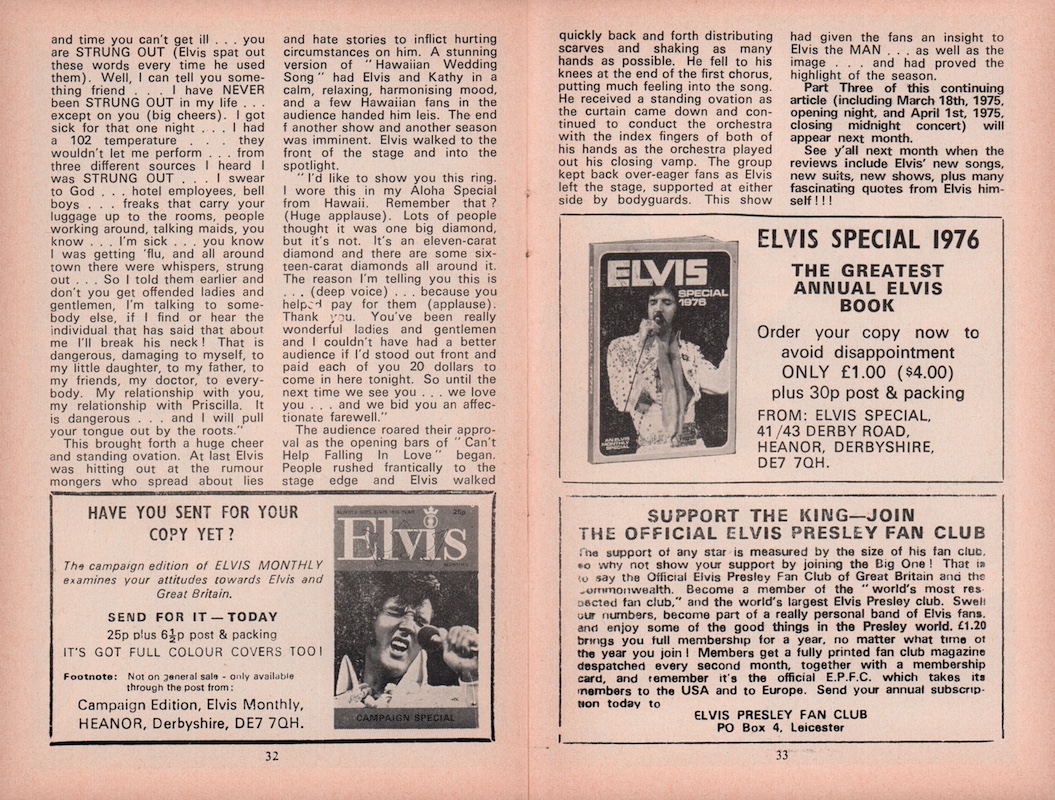 and time you can't get ill . . . you
are STRUNG OUT (Elvis spat out
these words every time he used
them). Well, I can tell you some-
thing friend . . . I have NEVER
been STRUNG OUT in my life . . .
except on you (big cheers). I got
sick for that one night . . . I had
a 102 temperature . . . they
wouldn't let me perform . . . from
three different sources I heard I
was STRUNG OUT . . . I swear
to God . . . hotel employees, bell
boys . . . freaks that carry your
luggage up to the rooms, people
working around, talking maids, you
know . . . I'm sick . . . you know
I was getting 'flu, and all around
town there were whispers, strung
out . . . So I told them earlier and
don't you get offended ladies and
gentlemen, I'm talking to some-
body else, if I find or hear the
individual that has said that about
me I'll break his neck! That is
dangerous, damaging to myself, to
my little daughter, to my father, to
my friends, my doctor, to every-
body. My relationship with you,
my relationship with Priscilla. It
is dangerous . . . and I will pull
your tongue out by the roots."
This brought forth a huge cheer
and standing ovation. At last Elvis
was hitting out at the rumour
mongers who spread about lies
and hate stories to inflict hurting
circumstances on him. A stunning
version of "Hawaiian Wedding
Song" had Elvis and Kathy in a
calm, relaxing, harmonising mood,
and a few Hawaiian fans in the
audience handed him leis. The end
f another show and another season
was imminent. Elvis walked to the
front of the stage and into the
spotlight.
"I'd like to show you this ring.
I wore this in my Aloha Special
from Hawaii. Remember that?
(Huge applause). Lots of people
thought it was one big diamond,
but it's not. It's an eleven-carat
diamond and there are some six-
teen-carat diamonds all around it.
The reason I'm telling you this is
. . . (deep voice) . . . because you
helped pay for them (applause).
Thank you. You've been really
wonderful ladies and gentlemen
and I couldn't have had a better
audience if I'd stood out front and
paid each of you 20 dollars to
come in here tonight. So until the
next time we see you . . . we love
you . . . and we bid you an affec-
tionate farewell."
The audience roared their appro-
val as the opening bars of "Can't
Help Falling In Love" began.
People rushed frantically to the
stage edge and Elvis walked
HAVE YOU SENT FOR YOUR
COPY YET?
The campaign edition of ELVIS MONTHLY
examines your attitudes towards Elvis and
Great Britain.
SEND FOR IT — TODAY
25p plus 6½p post & packing
IT'S GOT FULL COLOUR COVERS TOO!
Footnote: Not on general sale - only available
through the post from:
Campaign Edition, Elvis Monthly,
HEANOR, Derbyshire, DE7 7QH.
25p
Elvis
MONTHLY
CAMPAIGN SPECIAL
32
quickly back and forth distributing
scarves and shaking as many
hands as possible. He fell to his
knees at the end of the first chorus,
putting much feeling into the song.
He received a standing ovation as
the curtain came down and con-
tinued to conduct the orchestra
with the index fingers of both of
his hands as the orchestra played
out his closing vamp. The group
kept back over-eager fans as Elvis
left the stage, supported at either
side by bodyguards. This show
had given the fans an insight to
Elvis the MAN . . . as well as the
image . . . and had proved the
highlight of the season.
Part Three of this continuing
article (including March 18th, 1975,
opening night, and April 1st, 1975,
closing midnight concert) will
appear next month.
See y'all next month when the
reviews include Elvis' new songs,
new suits, new shows, plus many
fascinating quotes from Elvis him-
self!!!
ELVIS
SPECIAL
1976
AN ELVIS
MONTHLY
SPECIAL
ELVIS SPECIAL 1976
THE GREATEST
ANNUAL ELVIS
BOOK
Order your copy now to
avoid disappointment
ONLY £1.00 ($4.00)
plus 30p post & packing
FROM: ELVIS SPECIAL,
41/43 DERBY ROAD,
HEANOR, DERBYSHIRE,
DE7 7QH.
SUPPORT THE KING—JOIN
THE OFFICIAL ELVIS PRESLEY FAN CLUB
The support of any star is measured by the size of his fan club,
so why not show your support by joining the Big One! That is
to say the Official Elvis Presley Fan Club of Great Britain and the
Commonwealth. Become a member of the "world's most res-
pected fan club," and the world's largest Elvis Presley club. Swell
our numbers, become part of a really personal band of Elvis fans,
and enjoy some of the good things in the Presley world. £1.20
brings you full membership for a year, no matter what time of
the year you join! Members get a fully printed fan club magazine
despatched every second month, together with a membership
card, and remember it's the official E.P.F.C. which takes its
members to the USA and to Europe. Send your annual subscrip-
tion today to
ELVIS PRESLEY FAN CLUB
PO Box 4, Leicester
33